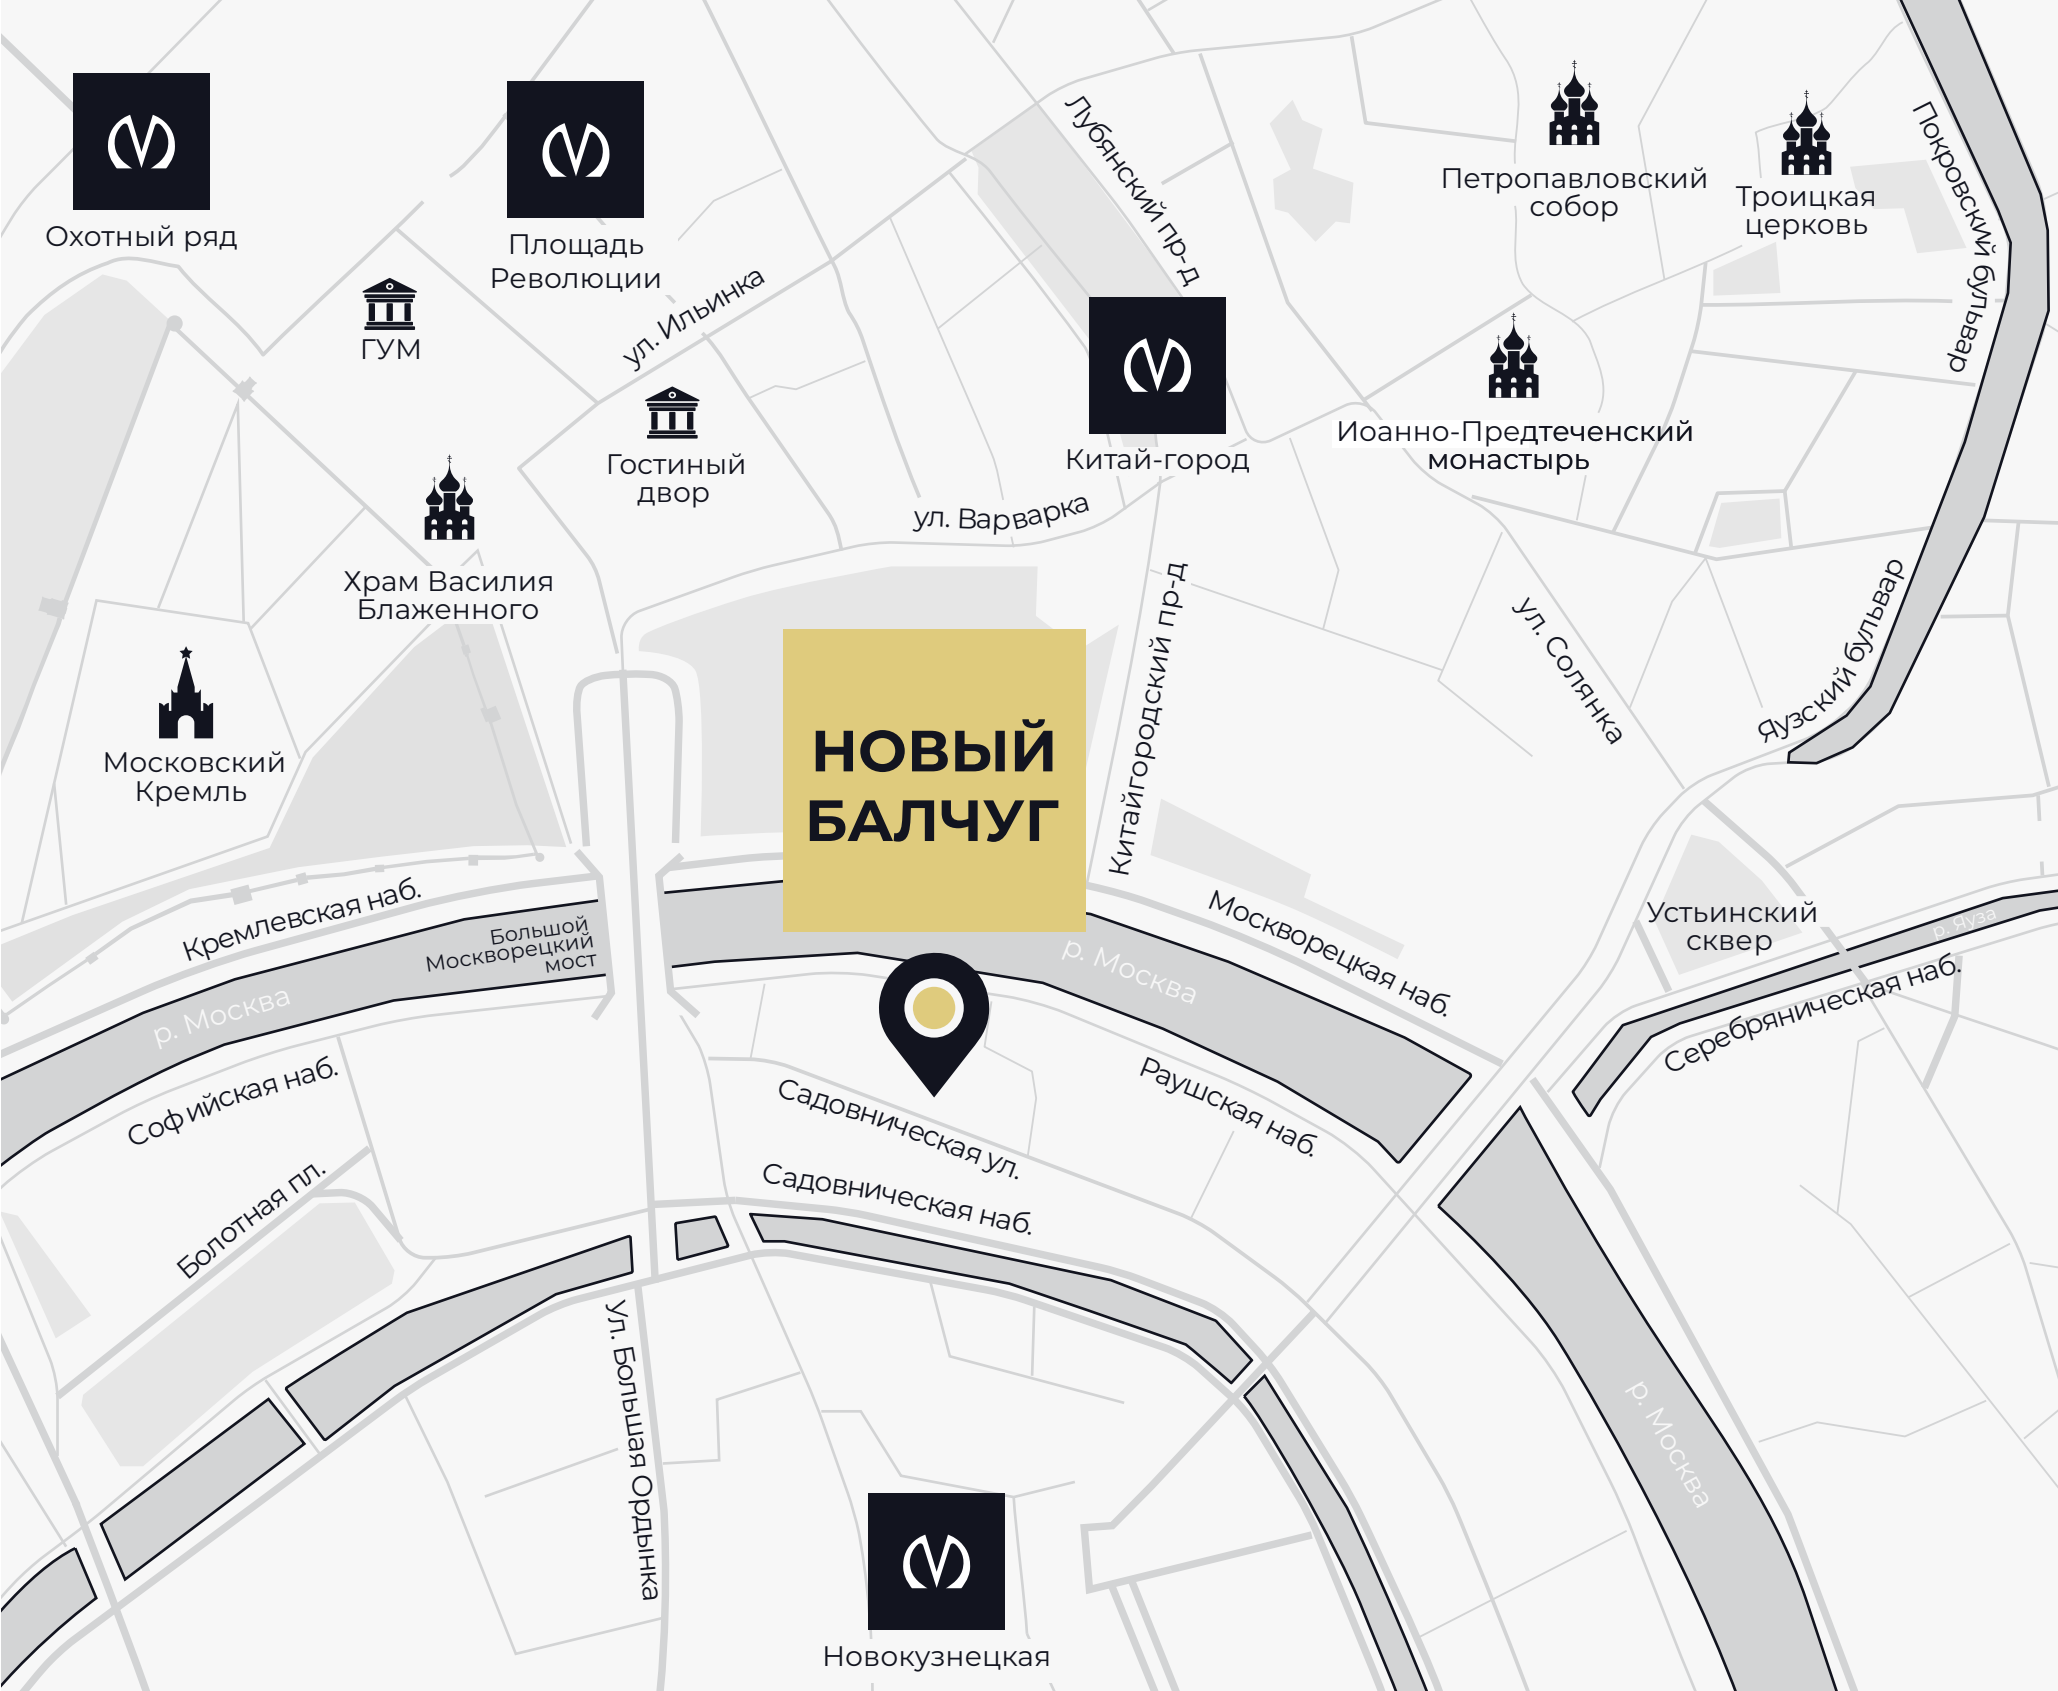 Охотный ряд
Площадь
Революции
Лубянский пр-д
Петропавловский
собор
Троицкая
церковь
Покровский бульвар
ГУМ
ул. Ильинка
Гостиный
двор
Китай-город
Иоанно-Предтеченский
монастырь
ул. Варварка
Храм Василия
Блаженного
Китайгородский пр-д
ул. Солянка
Яузский бульвар
Московский
Кремль
НОВЫЙ
БАЛЧУГ
Кремлевская наб.
Большой
Москворецкий
мост
р. Москва
р. Москва
Москворецкая наб.
Устьинский
сквер
р. Яуза
Серебряническая наб.
Софийская наб.
Садовническая ул.
Раушская наб.
Болотная пл.
Садовническая наб.
Ул. Большая Ордынка
р. Москва
Новокузнецкая